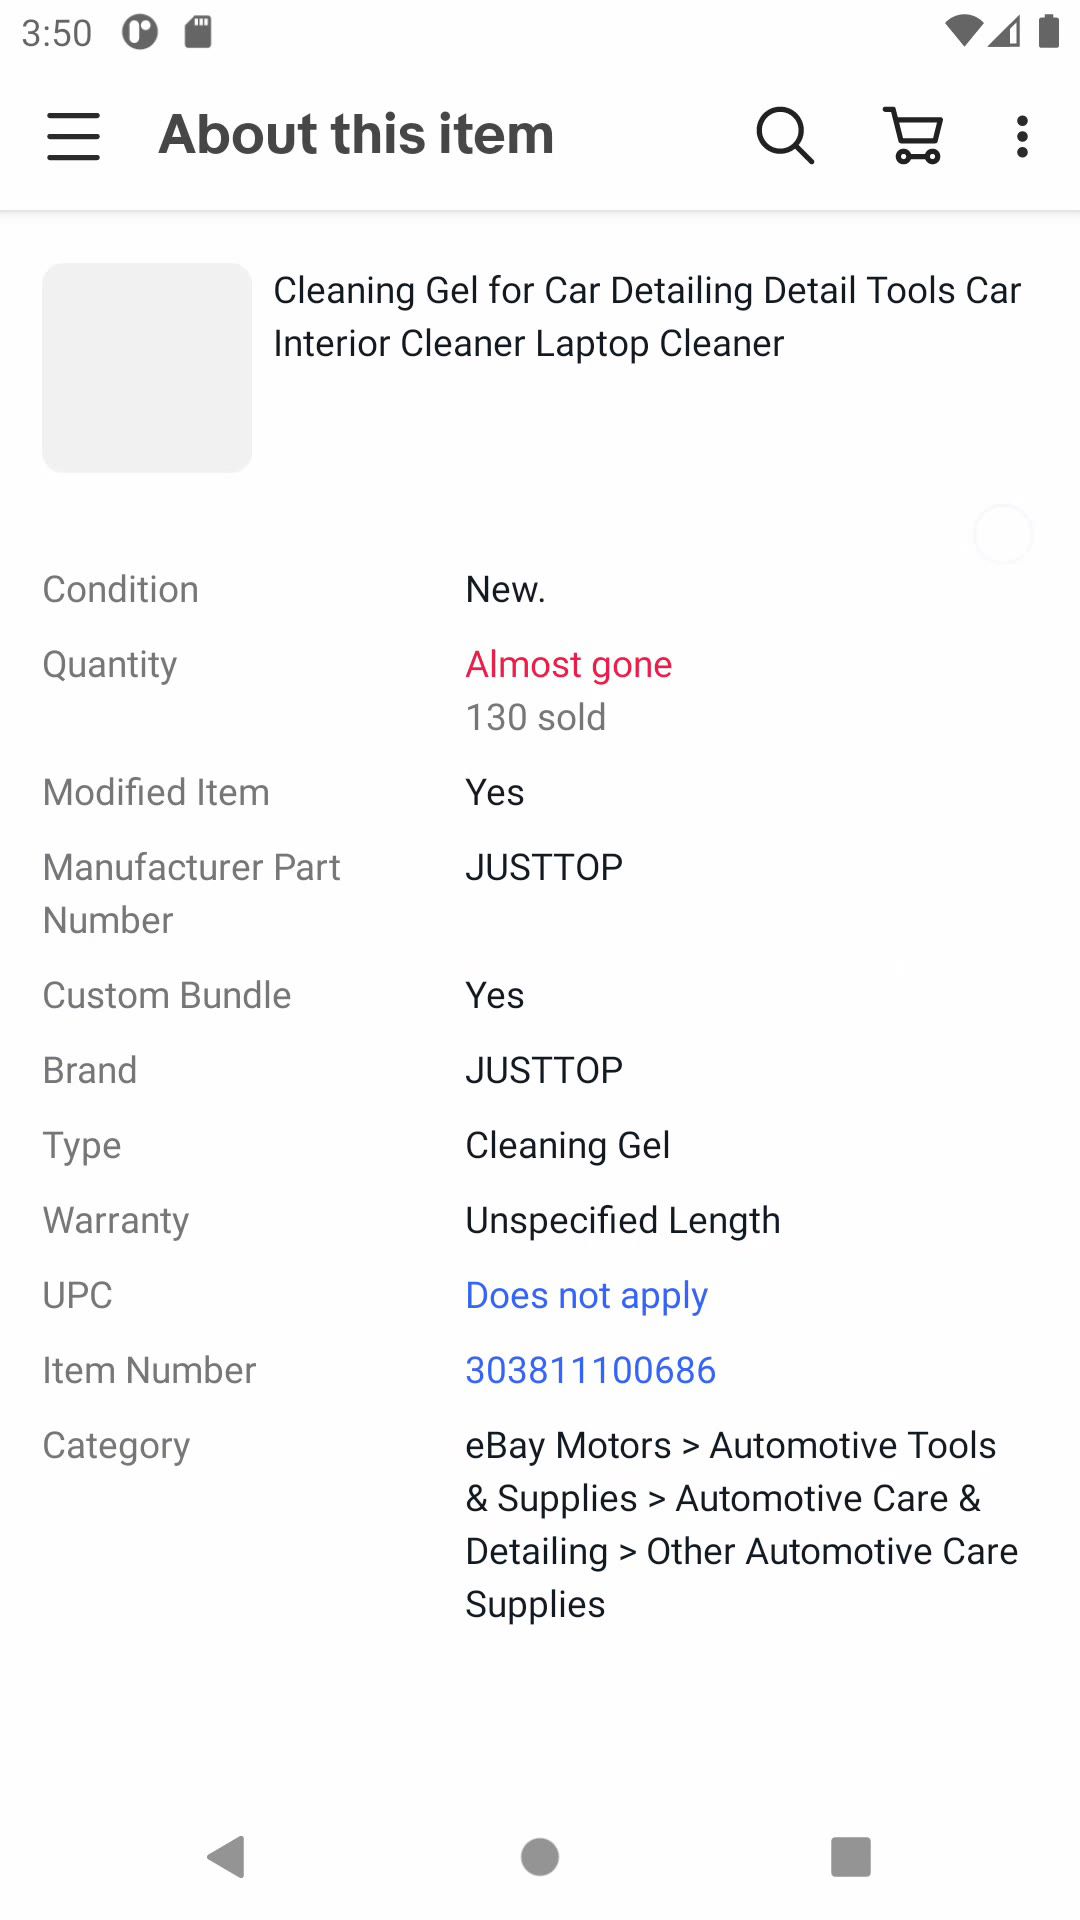 3:50
About this item
Cleaning Gel for Car Detailing Detail Tools Car
Interior Cleaner Laptop Cleaner
Condition New.
Quantity Almost gone
130 sold
Modified Item Yes
Manufacturer Part JUSTTOP
Number
Custom Bundle Yes
Brand JUSTTOP
Type Cleaning Gel
Warranty Unspecified Length
UPC Does not apply
Item Number 303811100686
Category eBay Motors > Automotive Tools
& Supplies > Automotive Care &
Detailing > Other Automotive Care
Supplies